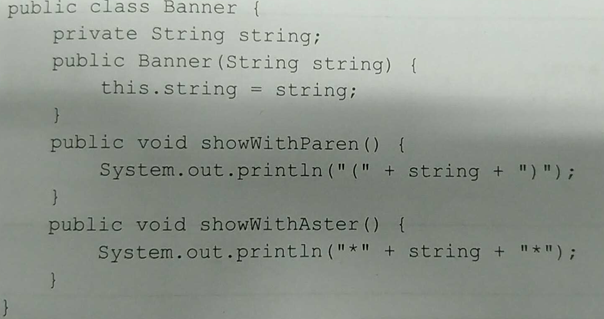 public class Banner {
    private String string;
    public Banner(String string) {
        this.string = string;
    }
    public void showWithParen() {
        System.out.println("(" + string + ")");
    }
    public void showWithAster() {
        System.out.println("*" + string + "*");
    }
}